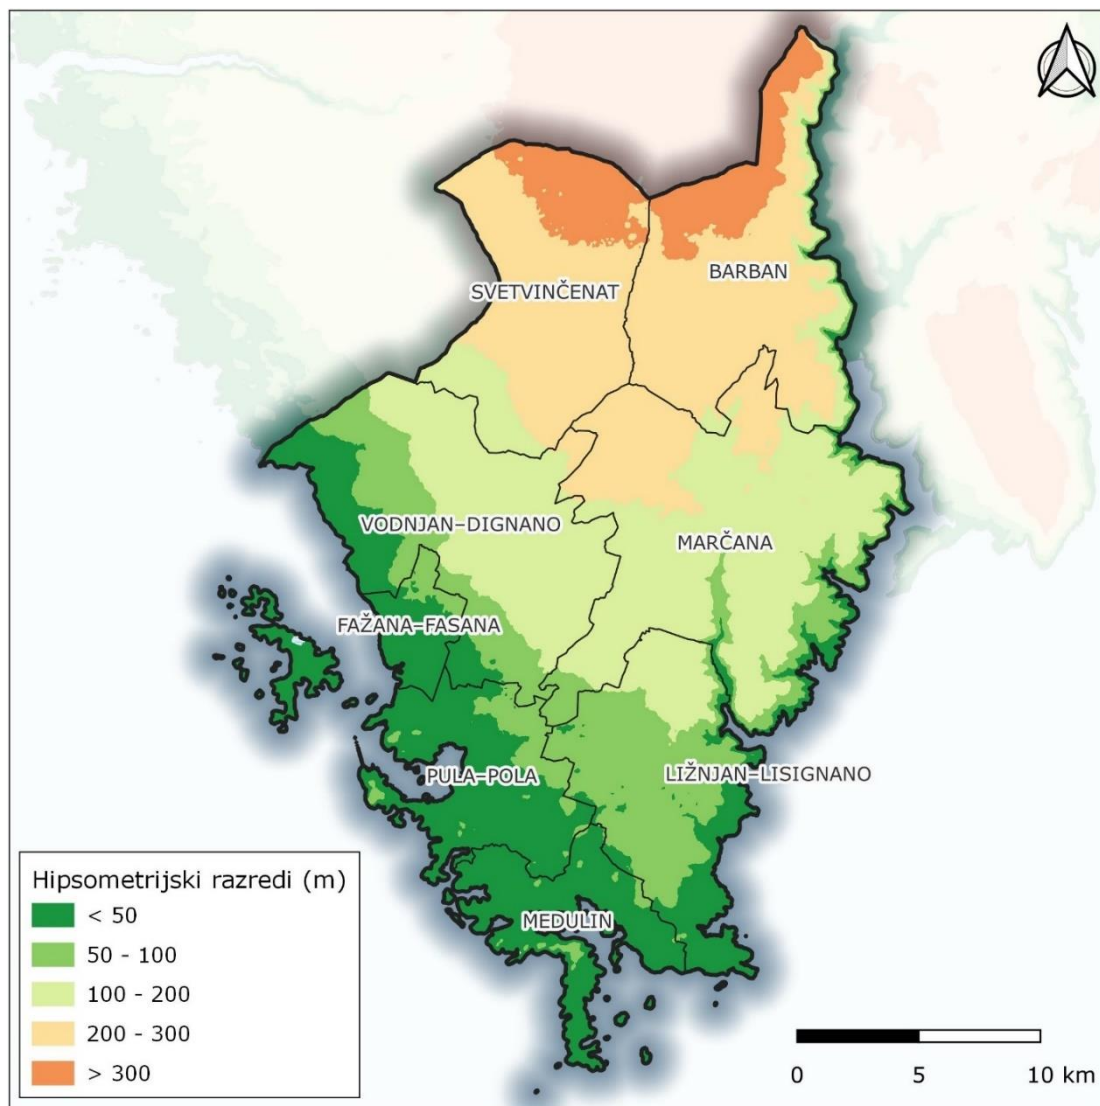 SVETVINČENAT
BARBAN
VODNJAN–DIGNANO
MARČANA
FAŽANA–FASANA
PULA–POLA
LIŽNJAN–LISIGNANO
MEDULIN
Hipsometrijski razredi (m)
< 50
50 - 100
100 - 200
200 - 300
> 300
0 5 10 km